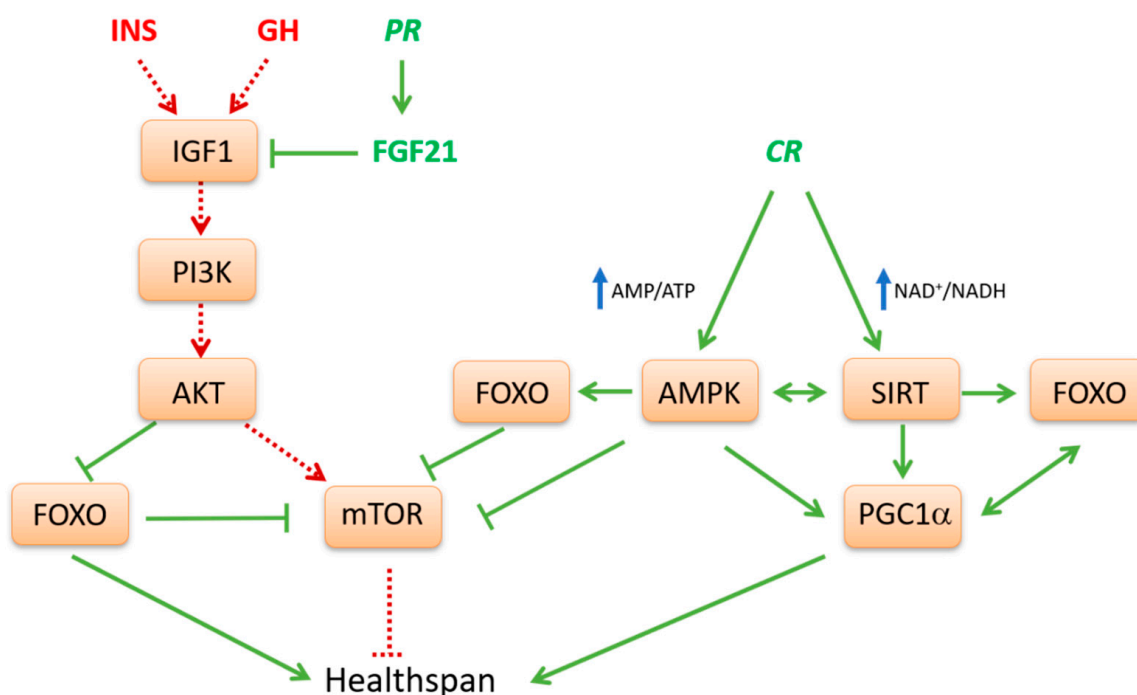 INS
GH
PR
IGF1
FGF21
CR
PI3K
AMP/ATP
NAD⁺/NADH
AKT
FOXO
AMPK
SIRT
FOXO
FOXO
mTOR
PGC1α
Healthspan